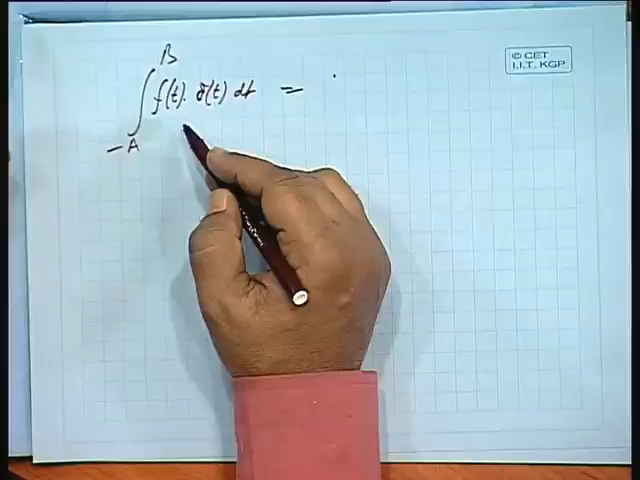 ∫_{-A}^{B} f(t). δ(t) dt =
© CET
I.I.T. KGP